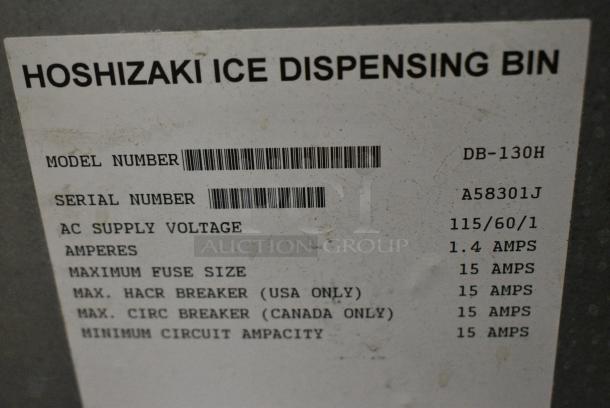 HOSHIZAKI ICE DISPENSING BIN
MODEL NUMBER DB-130H
SERIAL NUMBER A58301J
AC SUPPLY VOLTAGE 115/60/1
AMPERES 1.4 AMPS
AUCTION GROUP
MAXIMUM FUSE SIZE 15 AMPS
MAX. HACR BREAKER (USA ONLY) 15 AMPS
MAX. CIRC BREAKER (CANADA ONLY) 15 AMPS
MINIMUM CIRCUIT AMPACITY 15 AMPS